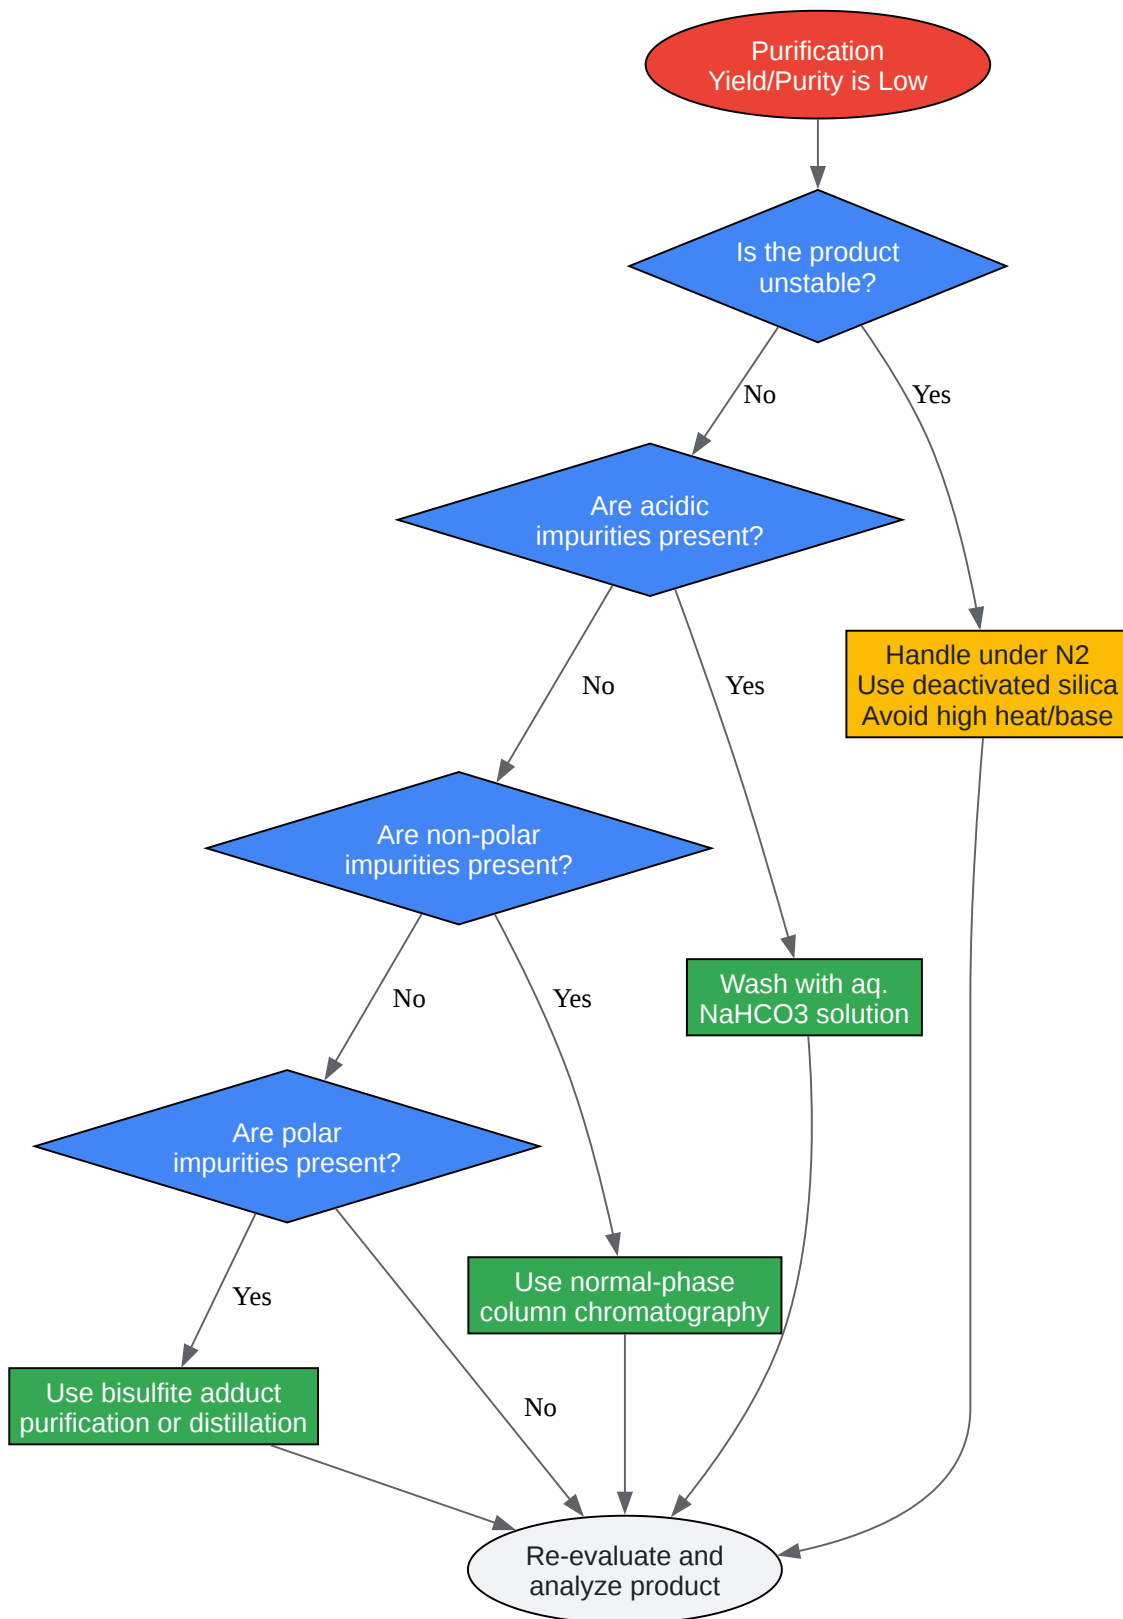 Purification
Yield/Purity is Low
Is the product
unstable?
No
Yes
Are acidic
impurities present?
No
Yes
Handle under N2
Use deactivated silica
Avoid high heat/base
Are non-polar
impurities present?
No
Yes
Wash with aq.
NaHCO3 solution
Are polar
impurities present?
Yes
No
Use normal-phase
column chromatography
Use bisulfite adduct
purification or distillation
Re-evaluate and
analyze product